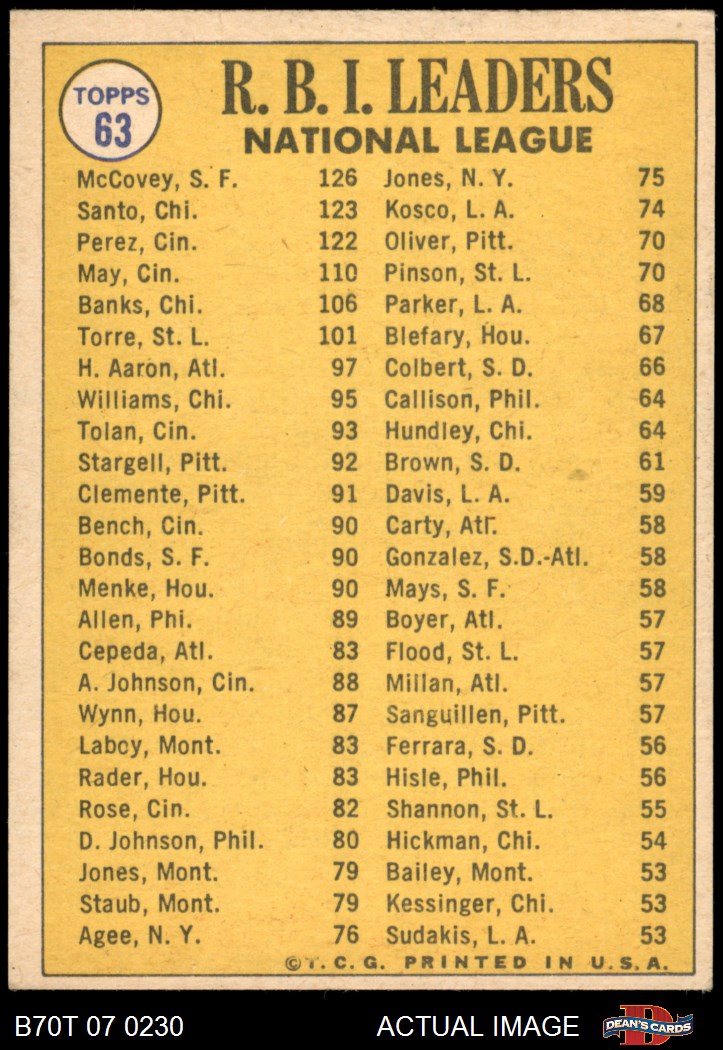 TOPPS
63
R. B. I. LEADERS
NATIONAL LEAGUE
McCovey, S. F. 126
Santo, Chi. 123
Perez, Cin. 122
May, Cin. 110
Banks, Chi. 106
Torre, St. L. 101
H. Aaron, Atl. 97
Williams, Chi. 95
Tolan, Cin. 93
Stargell, Pitt. 92
Clemente, Pitt. 91
Bench, Cin. 90
Bonds, S. F. 90
Menke, Hou. 90
Allen, Phi. 89
Cepeda, Atl. 83
A. Johnson, Cin. 88
Wynn, Hou. 87
Laboy, Mont. 83
Rader, Hou. 83
Rose, Cin. 82
D. Johnson, Phil. 80
Jones, Mont. 79
Staub, Mont. 79
Agee, N. Y. 76
Jones, N. Y. 75
Kosco, L. A. 74
Oliver, Pitt. 70
Pinson, St. L. 70
Parker, L. A. 68
Blefary, Hou. 67
Colbert, S. D. 66
Callison, Phil. 64
Hundley, Chi. 64
Brown, S. D. 61
Davis, L. A. 59
Carty, Atl. 58
Gonzalez, S.D.-Atl. 58
Mays, S. F. 58
Boyer, Atl. 57
Flood, St. L. 57
Millan, Atl. 57
Sanguillen, Pitt. 57
Ferrara, S. D. 56
Hisle, Phil. 56
Shannon, St. L. 55
Hickman, Chi. 54
Bailey, Mont. 53
Kessinger, Chi. 53
Sudakis, L. A. 53
©T. C. G. PRINTED IN U.S.A.
B70T 07 0230
ACTUAL IMAGE
D
DEAN'S CARDS